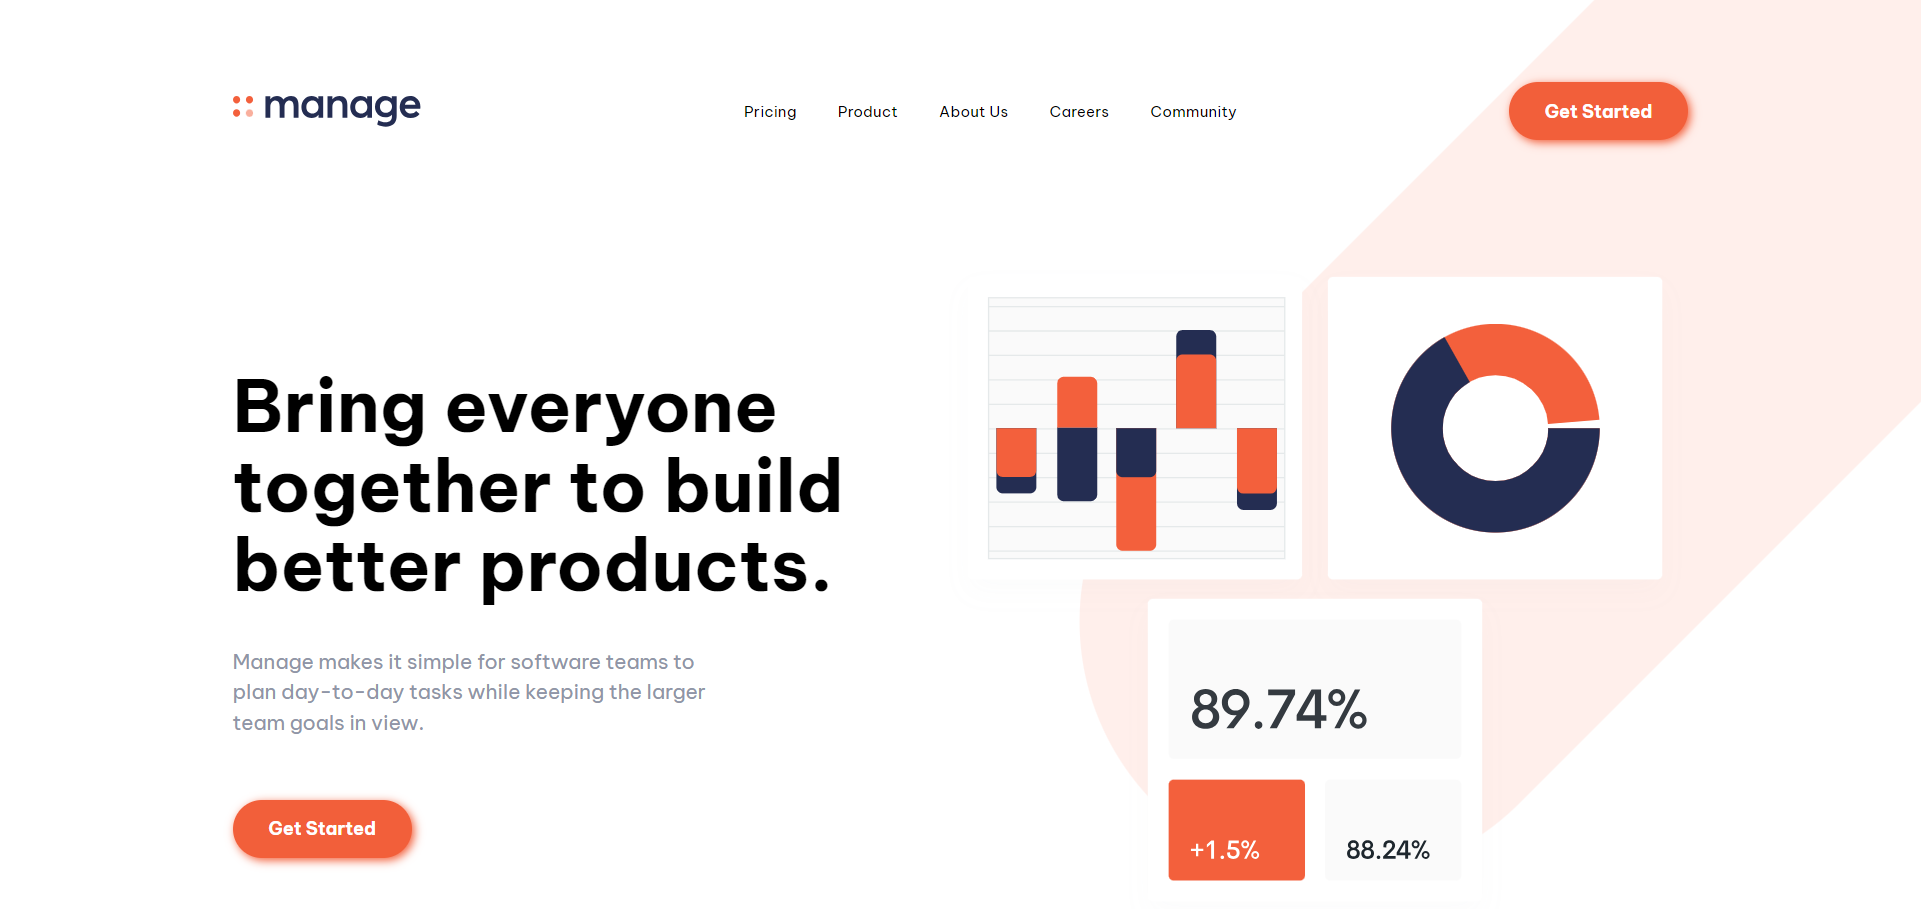 manage
Pricing Product About Us Careers Community
Get Started
Bring everyone
together to build
better products.
Manage makes it simple for software teams to
plan day-to-day tasks while keeping the larger
team goals in view.
Get Started
89.74%
+1.5% 88.24%